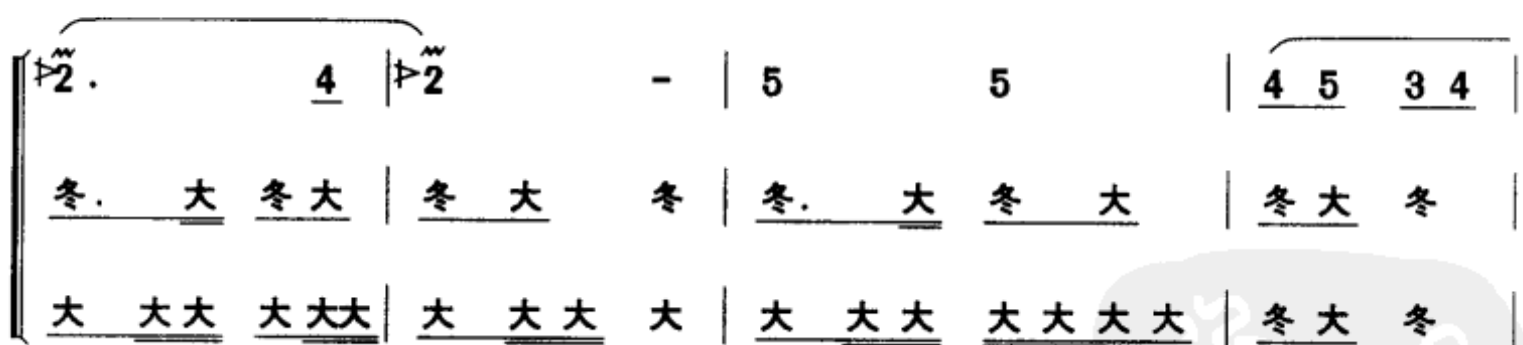 2. 4 | 2 - | 5 5 | 4 5 3 4 |
冬. 大 冬 大 | 冬 大 冬 | 冬. 大 冬 大 | 冬 大 冬 |
大 大 大 大 大 大 | 大 大 大 大 | 大 大 大 大 大 大 大 | 冬 大 冬 |